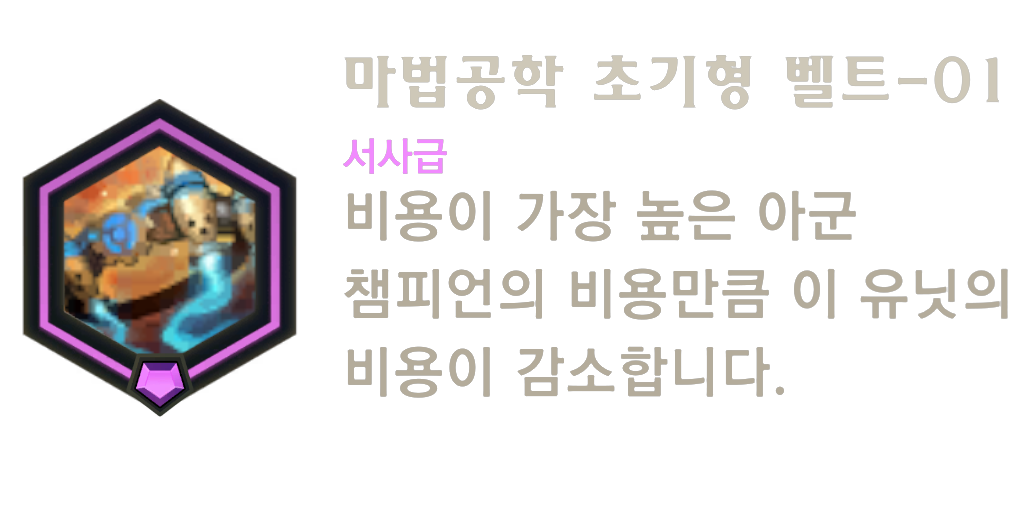 마법공학 초기형 벨트-01
서사급
비용이 가장 높은 아군
챔피언의 비용만큼 이 유닛의
비용이 감소합니다.